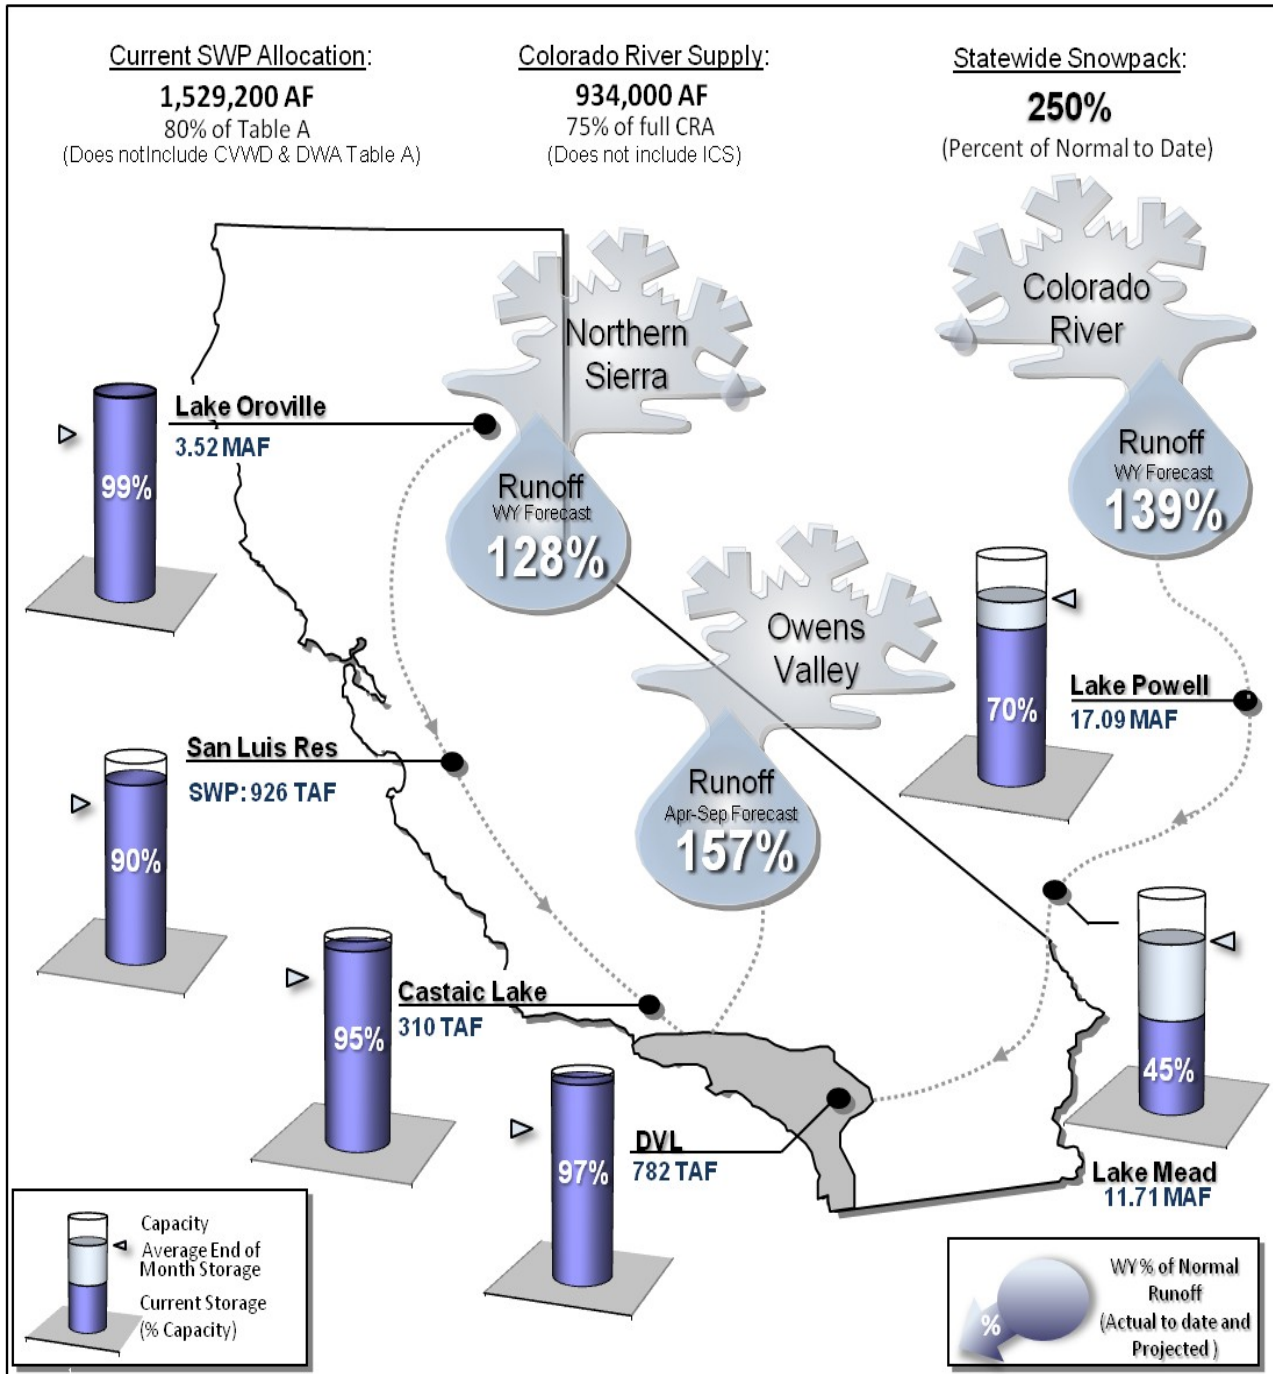 Current SWP Allocation:
1,529,200 AF
80% of Table A
(Does notInclude CVWD & DWA Table A)
Colorado River Supply:
934,000 AF
75% of full CRA
(Does not include ICS)
Statewide Snowpack:
250%
(Percent of Normal to Date)
Northern
Sierra
Runoff
WY Forecast
128%
Colorado
River
Runoff
WY Forecast
139%
Lake Oroville
3.52 MAF
99%
Owens
Valley
Runoff
Apr-Sep Forecast
157%
70%
Lake Powell
17.09 MAF
San Luis Res
SWP: 926 TAF
90%
Castaic Lake
310 TAF
95%
DVL
782 TAF
97%
45%
Lake Mead
11.71 MAF
Capacity
Average End of
Month Storage
Current Storage
(% Capacity)
%
WY % of Normal
Runoff
(Actual to date and
Projected )